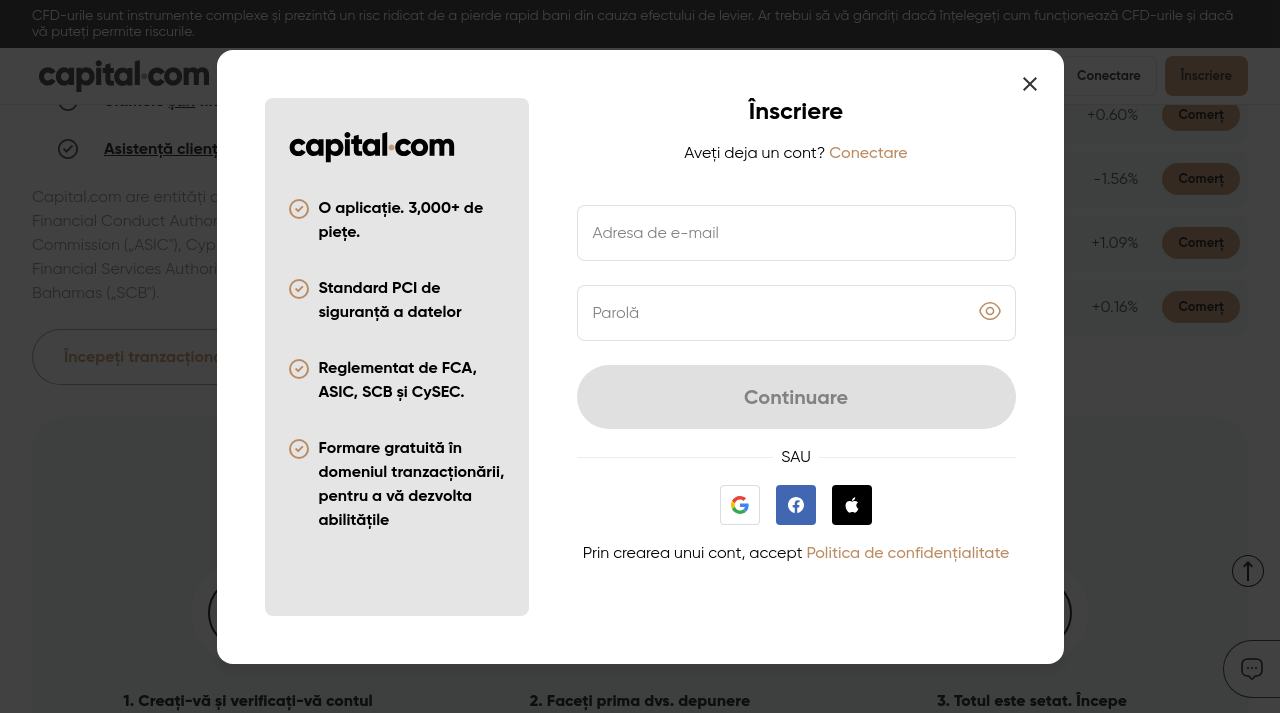 CFD-urile sunt instrumente complexe și prezintă un risc ridicat de a pierde rapid bani din cauza efectului de levier. Ar trebui să vă gândiți dacă înțelegeți cum funcționează CFD-urile și dacă
vă puteți permite riscurile.
capital.com
Conectare
Înscriere
Asistență clienț
Capital.com are entități
Financial Conduct Author
Commission („ASIC"), Cyp
Financial Services Authori
Bahamas („SCB").
Începeți tranzacționa
+0.60%
Comerț
-1.56%
Comerț
+1.09%
Comerț
+0.16%
Comerț
capital.com
O aplicație. 3,000+ de
piețe.
Standard PCI de
siguranță a datelor
Reglementat de FCA,
ASIC, SCB și CySEC.
Formare gratuită în
domeniul tranzacționării,
pentru a vă dezvolta
abilitățile
Înscriere
Aveți deja un cont? Conectare
Adresa de e-mail
Parolă
Continuare
SAU
Prin crearea unui cont, accept Politica de confidențialitate
1. Creați-vă și verificați-vă contul
2. Faceți prima dvs. depunere
3. Totul este setat. Începe